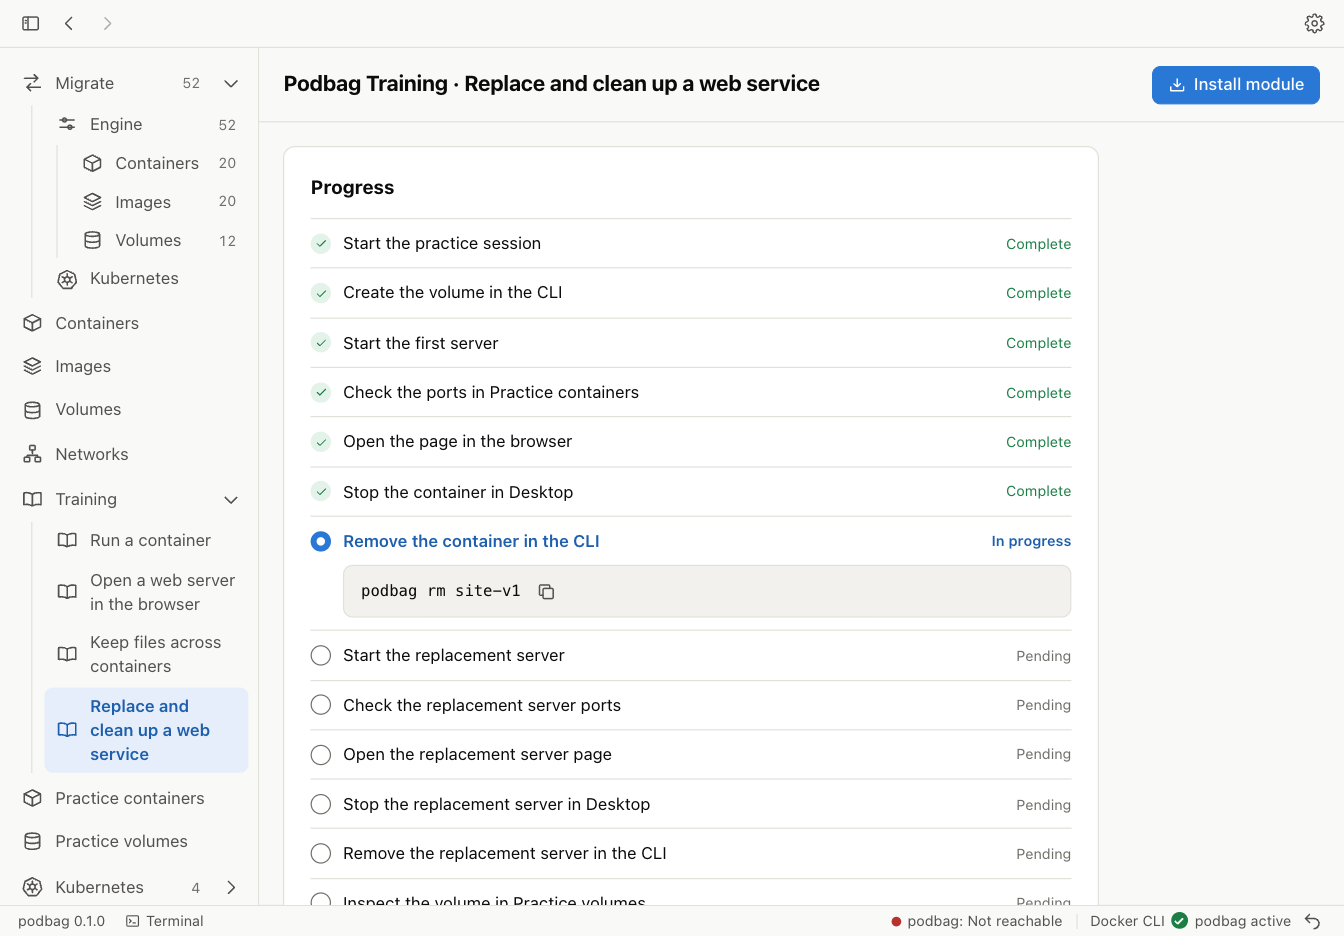 Migrate 52
Engine 52
Containers 20
Images 20
Volumes 12
Kubernetes
Containers
Images
Volumes
Networks
Training
Run a container
Open a web server
in the browser
Keep files across
containers
Replace and
clean up a web
service
Practice containers
Practice volumes
Kubernetes 4
Podbag Training · Replace and clean up a web service
Install module
Progress
Start the practice session Complete
Create the volume in the CLI Complete
Start the first server Complete
Check the ports in Practice containers Complete
Open the page in the browser Complete
Stop the container in Desktop Complete
Remove the container in the CLI In progress
podbag rm site-v1
Start the replacement server Pending
Check the replacement server ports Pending
Open the replacement server page Pending
Stop the replacement server in Desktop Pending
Remove the replacement server in the CLI Pending
Inspect the volume in Practice volumes Pending
podbag 0.1.0 Terminal podbag: Not reachable Docker CLI podbag active